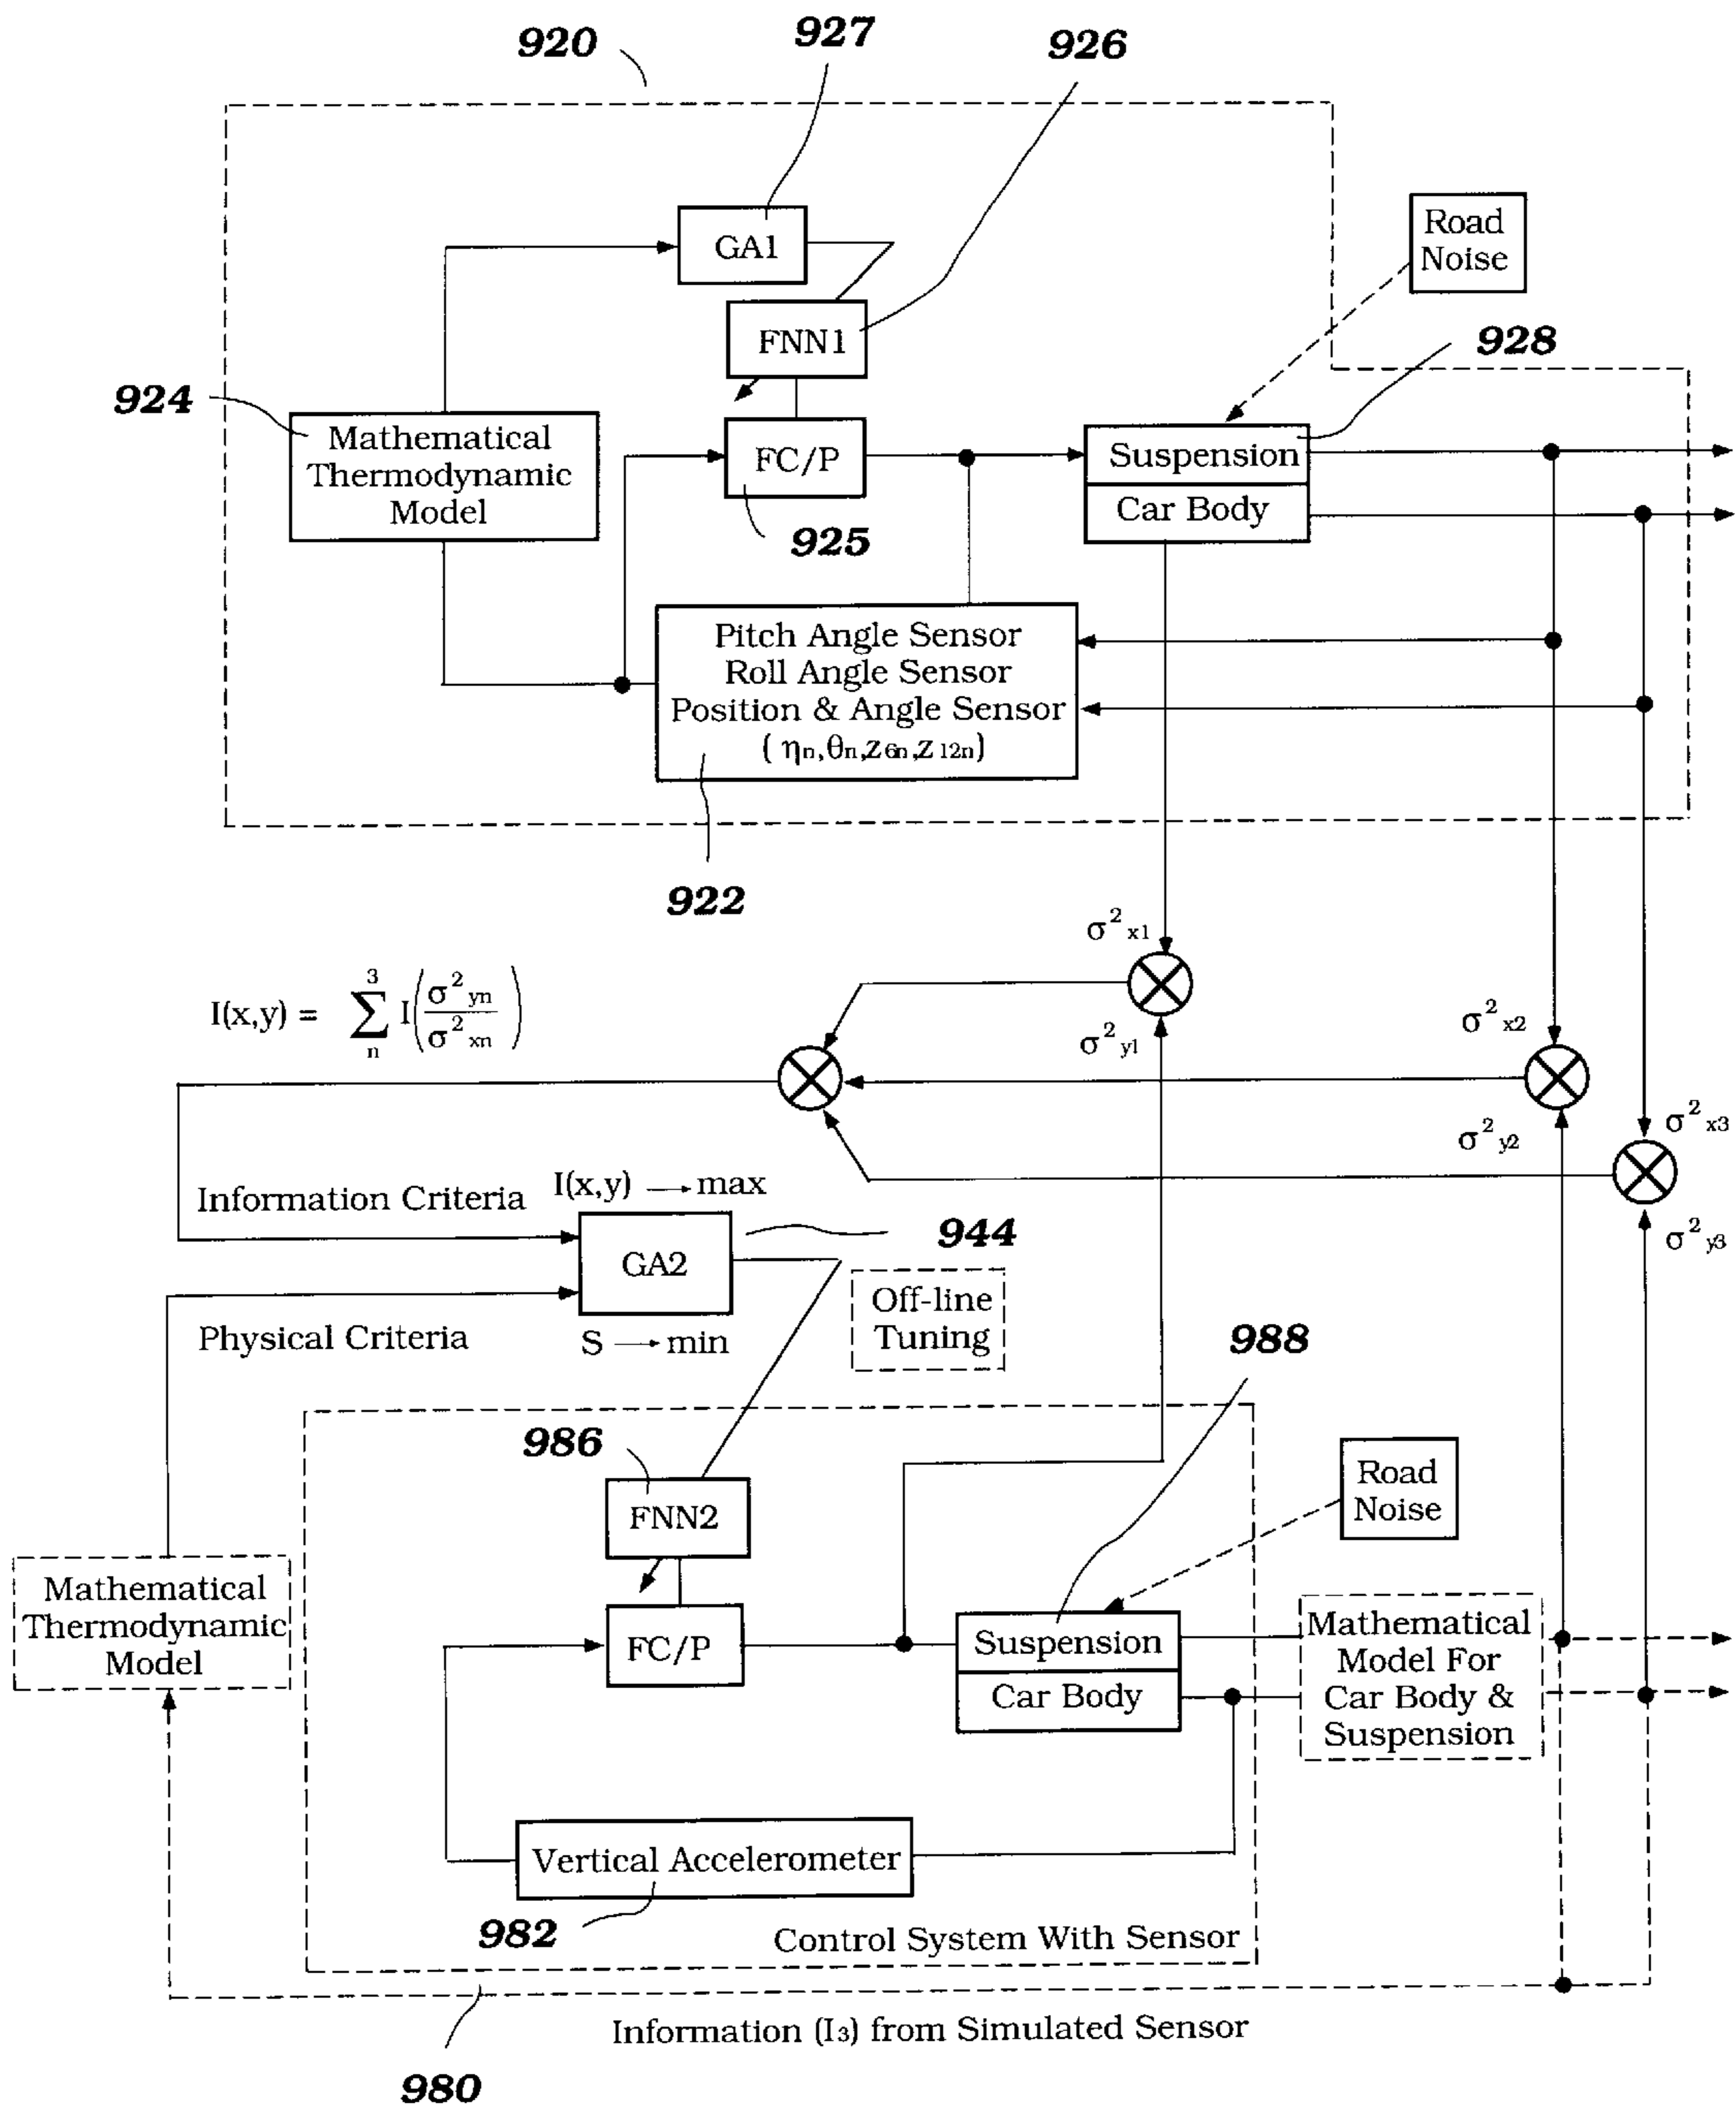 920
927
926
GA1
Road
Noise
FNN1
928
924
Mathematical
Thermodynamic
Model
FC/P
Suspension
Car Body
925
Pitch Angle Sensor
Roll Angle Sensor
Position & Angle Sensor
( ηn,θn,Z6n,Z12n)
922
σ²x1
I(x,y) = 3 ∑ n I(σ²yn / σ²xn)
σ²y1
σ²x2
σ²x3
σ²y2
Information Criteria
I(x,y) → max
944
σ²y3
GA2
Off-line
Tuning
Physical Criteria
S → min
988
986
Road
Noise
FNN2
Mathematical
Thermodynamic
Model
FC/P
Suspension
Car Body
Mathematical
Model For
Car Body &
Suspension
Vertical Accelerometer
982
Control System With Sensor
Information (I3) from Simulated Sensor
980